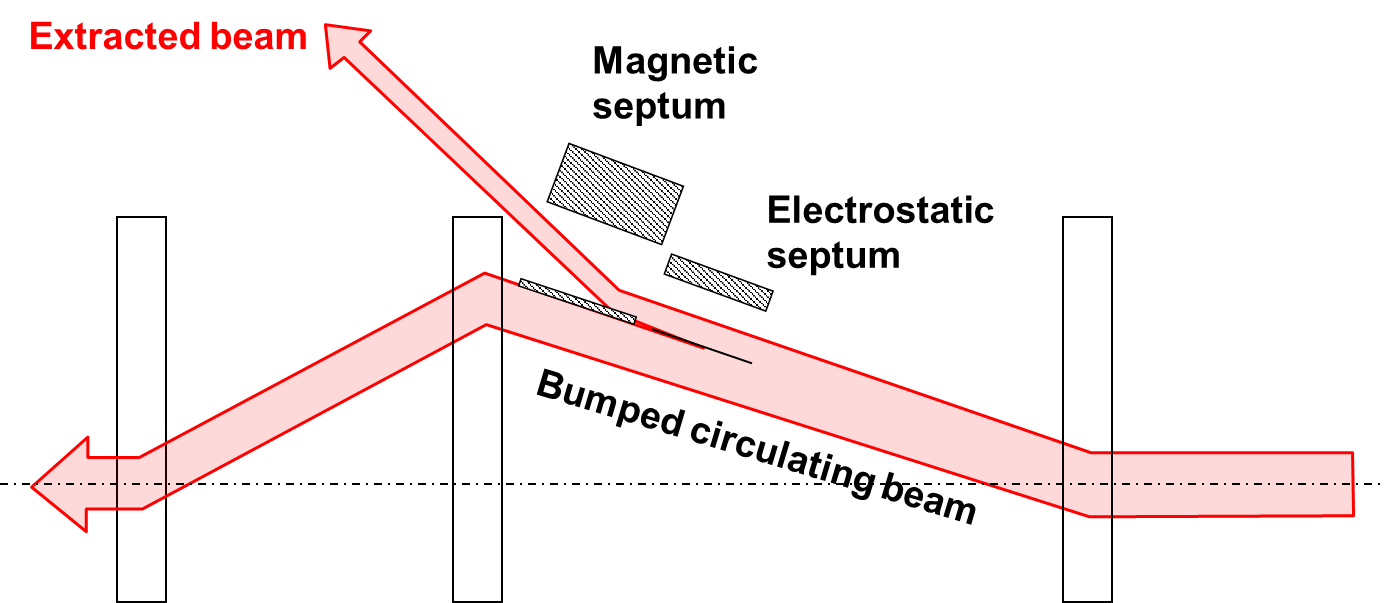 Extracted beam
Magnetic
septum
Electrostatic
septum
Bumped circulating beam